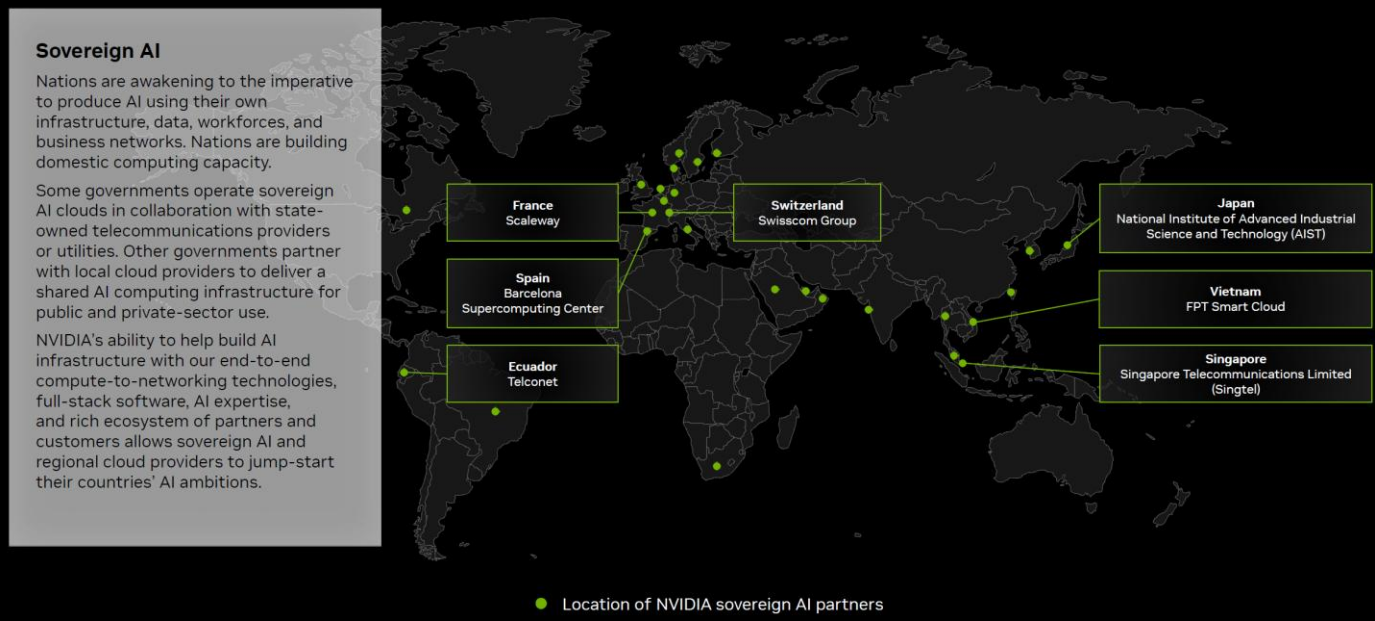 Sovereign AI
Nations are awakening to the imperative
to produce AI using their own
infrastructure, data, workforces, and
business networks. Nations are building
domestic computing capacity.
Some governments operate sovereign
AI clouds in collaboration with state-
owned telecommunications providers
or utilities. Other governments partner
with local cloud providers to deliver a
shared AI computing infrastructure for
public and private-sector use.
NVIDIA's ability to help build AI
infrastructure with our end-to-end
compute-to-networking technologies,
full-stack software, AI expertise,
and rich ecosystem of partners and
customers allows sovereign AI and
regional cloud providers to jump-start
their countries' AI ambitions.
France
Scaleway
Switzerland
Swisscom Group
Spain
Barcelona
Supercomputing Center
Ecuador
Telconet
Japan
National Institute of Advanced Industrial
Science and Technology (AIST)
Vietnam
FPT Smart Cloud
Singapore
Singapore Telecommunications Limited
(Singtel)
Location of NVIDIA sovereign AI partners